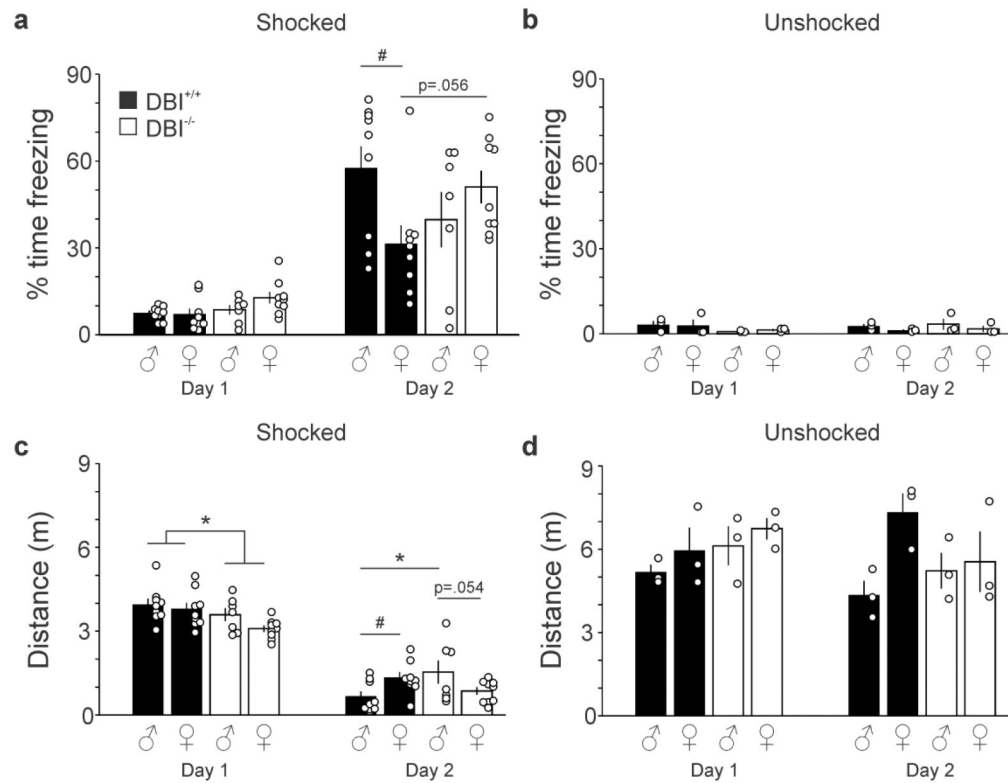 a Shocked
% time freezing
90
60
30
0
DBI+/+
DBI-/-
#
p=.056
♂ ♀ ♂ ♀ ♂ ♀ ♂ ♀
Day 1 Day 2
b Unshocked
% time freezing
90
60
30
0
♂ ♀ ♂ ♀ ♂ ♀ ♂ ♀
Day 1 Day 2
c Shocked
Distance (m)
9
6
3
0
*
*
p=.054
#
♂ ♀ ♂ ♀ ♂ ♀ ♂ ♀
Day 1 Day 2
d Unshocked
Distance (m)
9
6
3
0
♂ ♀ ♂ ♀ ♂ ♀ ♂ ♀
Day 1 Day 2